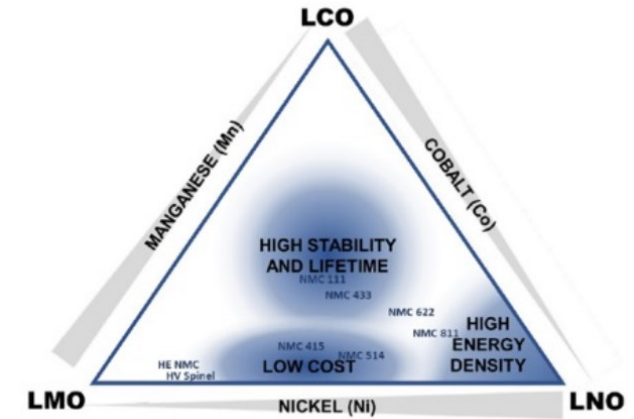 LCO
MANGANESE (Mn)
COBALT (Co)
HIGH STABILITY
AND LIFETIME
NMC 111
NMC 433
NMC 622
NMC 811
HIGH
ENERGY
DENSITY
NMC 415
NMC 514
LOW COST
HE NMC
HV Spinel
LMO
NICKEL (Ni)
LNO